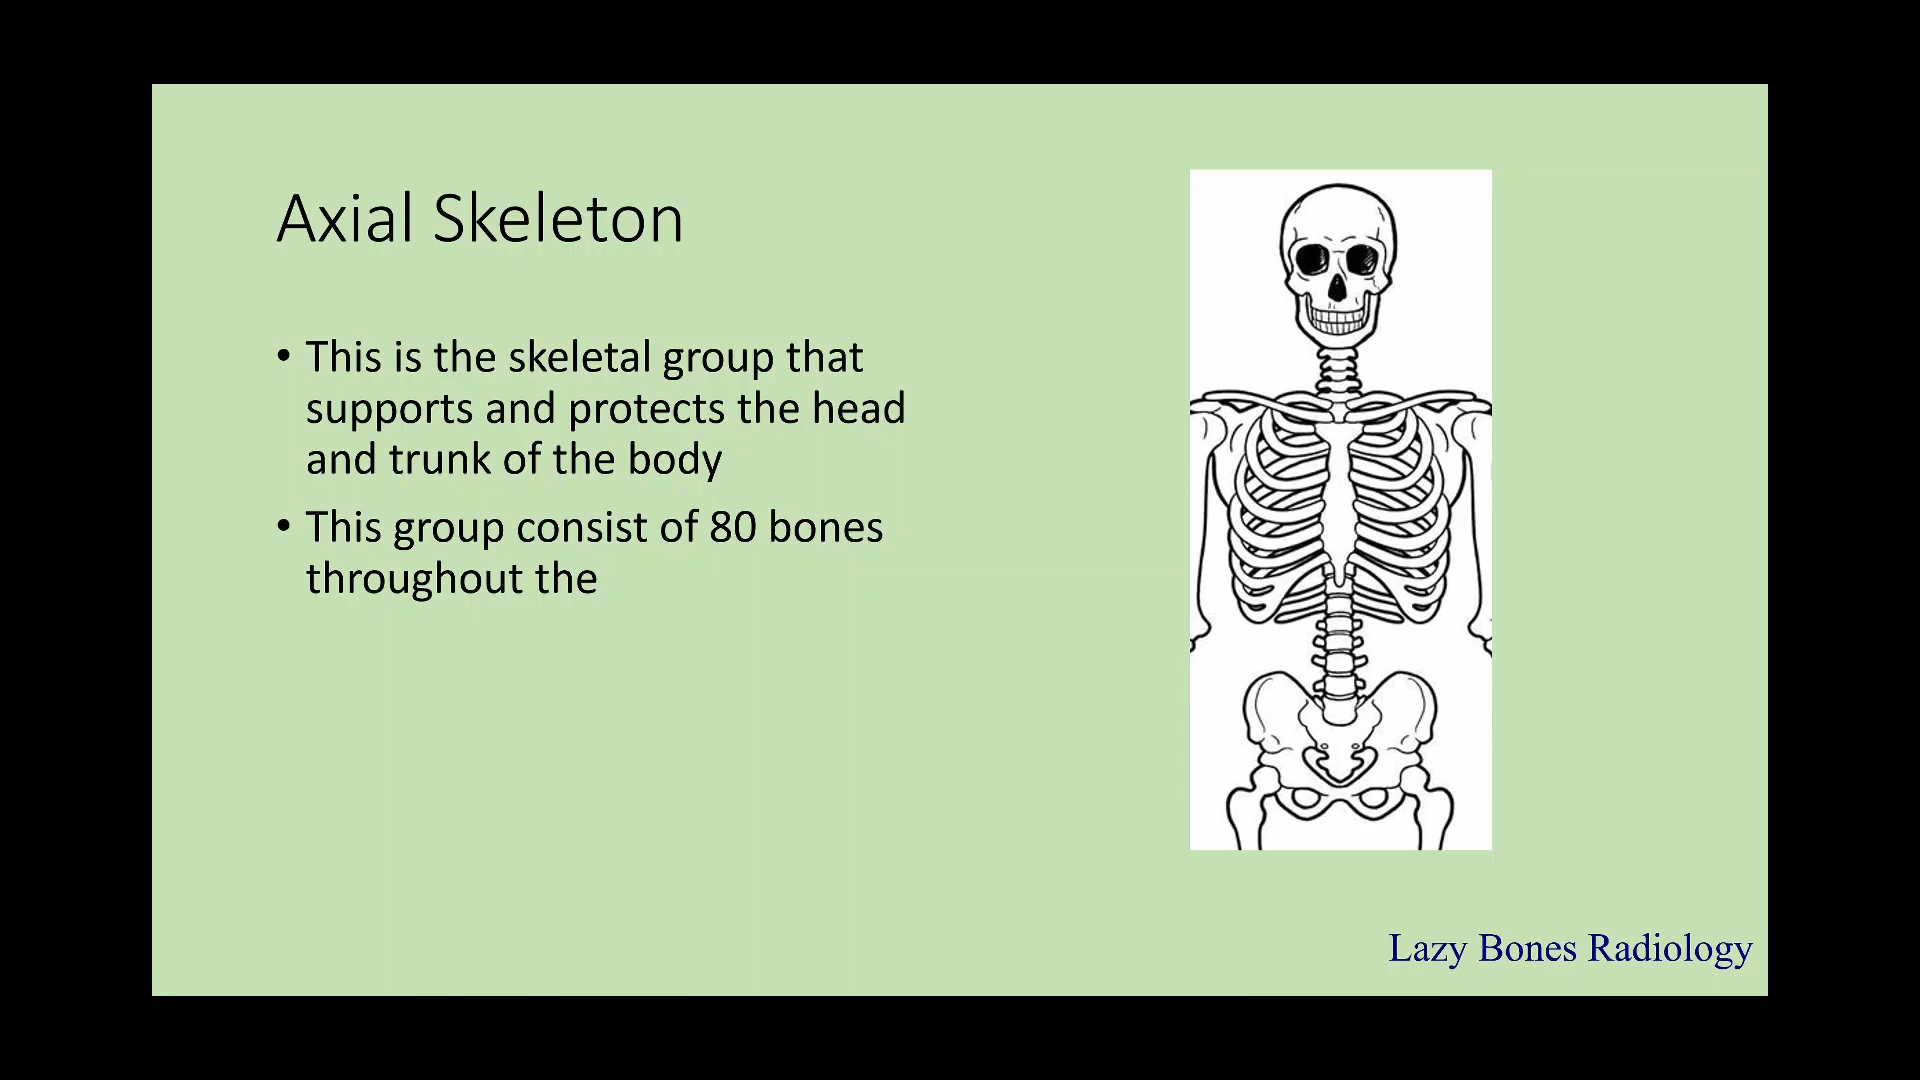 Axial Skeleton
• This is the skeletal group that
supports and protects the head
and trunk of the body
• This group consist of 80 bones
throughout the
Lazy Bones Radiology